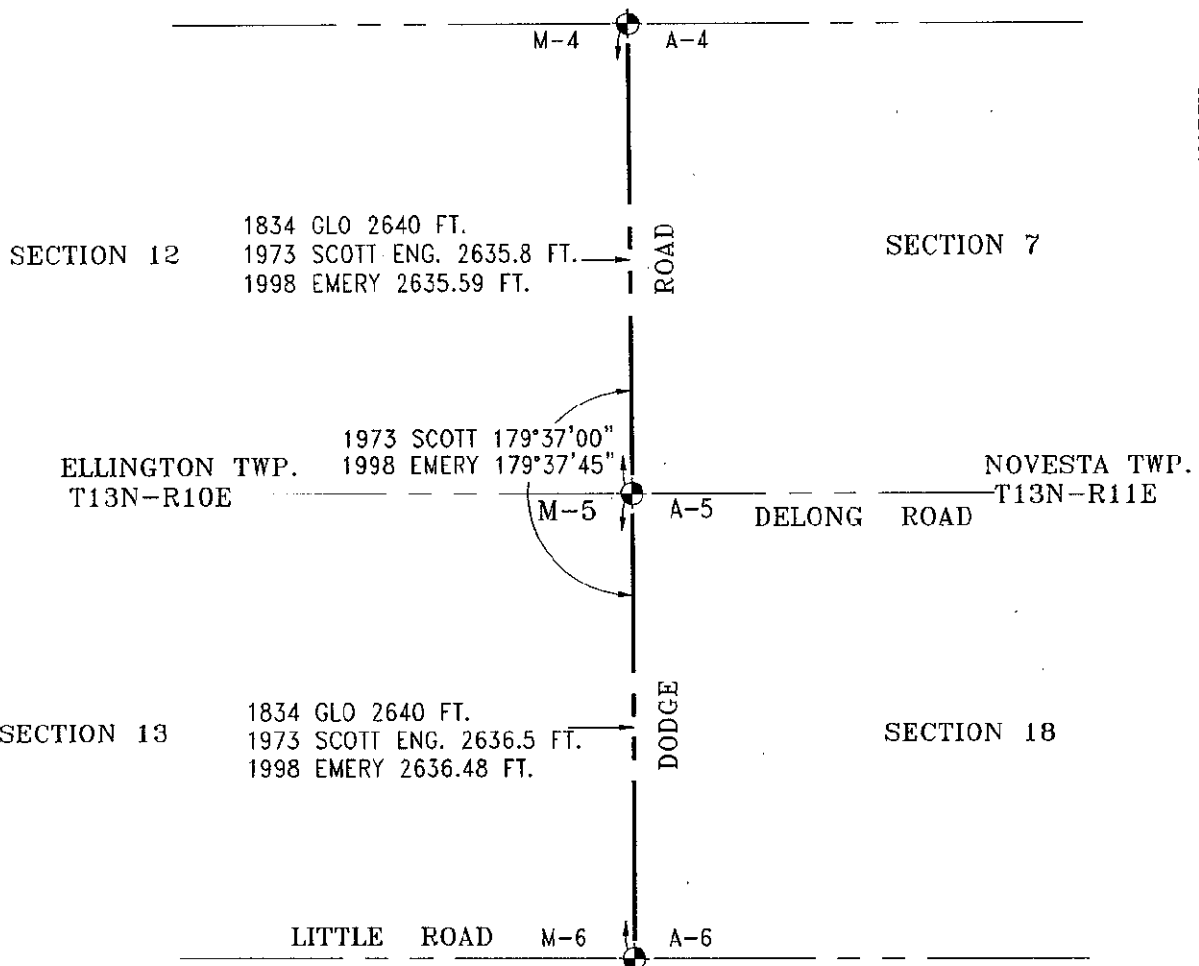 M-4 A-4
1834 GLO 2640 FT.
SECTION 12 1973 SCOTT ENG. 2635.8 FT. SECTION 7
1998 EMERY 2635.59 FT.
ROAD
1973 SCOTT 179°37'00"
1998 EMERY 179°37'45"
ELLINGTON TWP. NOVESTA TWP.
T13N-R10E T13N-R11E
M-5 A-5 DELONG ROAD
1834 GLO 2640 FT.
SECTION 13 1973 SCOTT ENG. 2636.5 FT. SECTION 18
1998 EMERY 2636.48 FT.
DODGE
LITTLE ROAD M-6 A-6